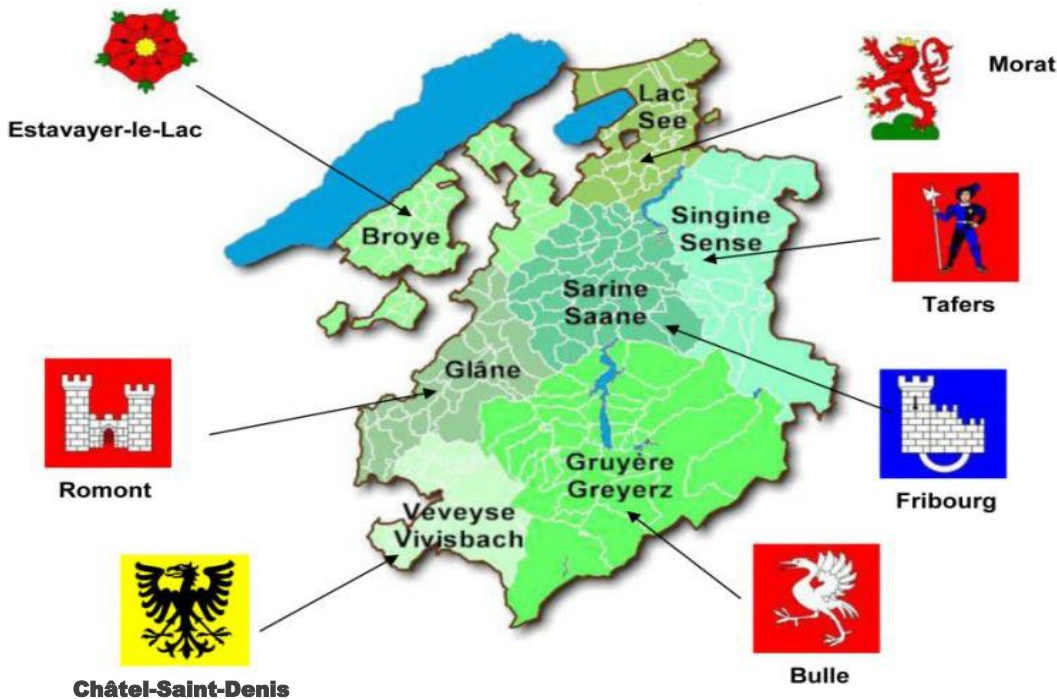 Estavayer-le-Lac
Morat
Lac
See
Broye
Singine
Sense
Tafers
Sarine
Saane
Glâne
Romont
Gruyère
Greyerz
Fribourg
Veveyse
Vivisbach
Châtel-Saint-Denis
Bulle